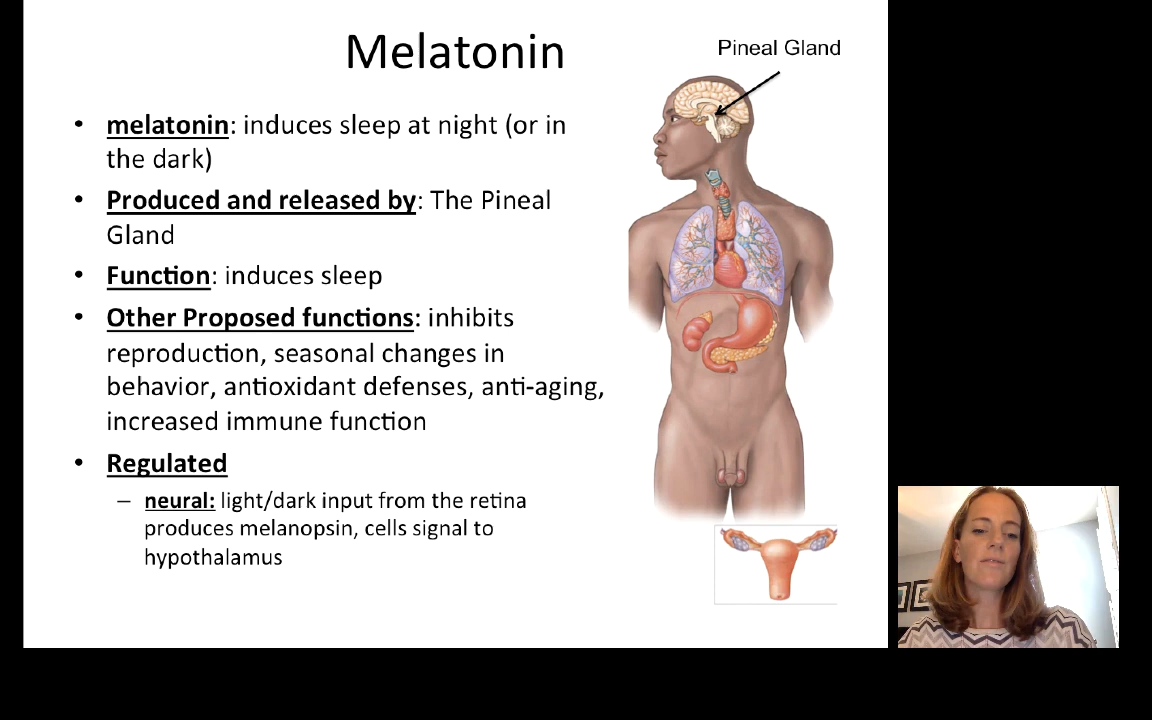 Melatonin
Pineal Gland
• melatonin: induces sleep at night (or in
the dark)
• Produced and released by: The Pineal
Gland
• Function: induces sleep
• Other Proposed functions: inhibits
reproduction, seasonal changes in
behavior, antioxidant defenses, anti-aging,
increased immune function
• Regulated
– neural: light/dark input from the retina
produces melanopsin, cells signal to
hypothalamus